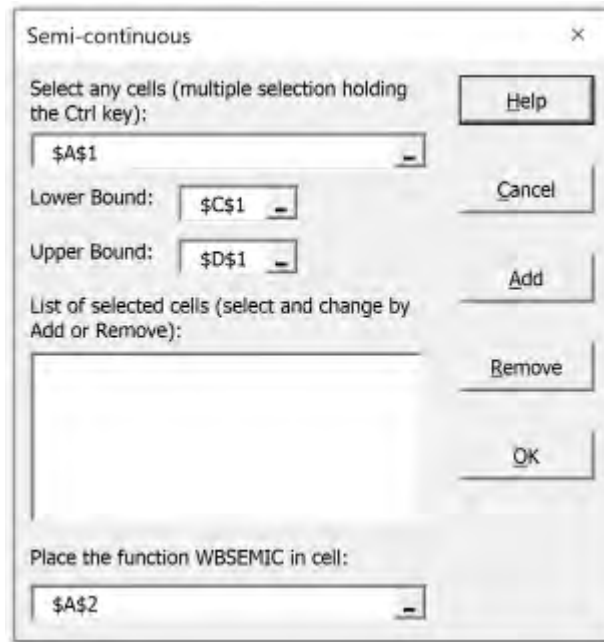 Semi-continuous
Select any cells (multiple selection holding
the Ctrl key):
$A$1
Lower Bound:
$C$1
Upper Bound:
$D$1
List of selected cells (select and change by
Add or Remove):
Place the function WBSEMIC in cell:
$A$2
Help
Cancel
Add
Remove
OK